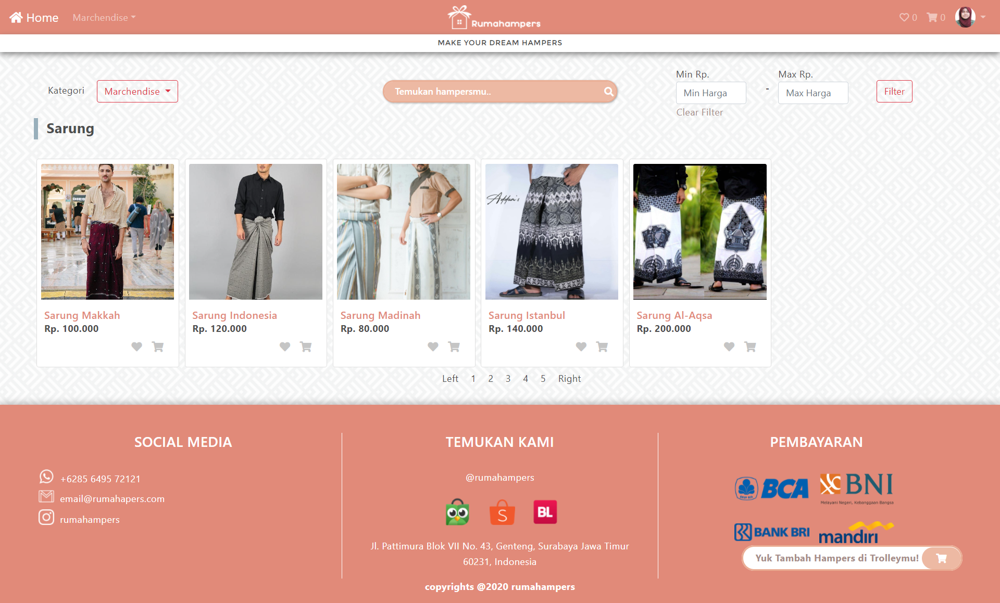 Home
Marchendise
Rumahampers
0
0
MAKE YOUR DREAM HAMPERS
Kategori
Marchendise
Temukan hampersmu..
Min Rp.
Min Harga
-
Max Rp.
Max Harga
Filter
Clear Filter
Sarung
DIESEL
Addam's
Sarung Makkah
Rp. 100.000
Sarung Indonesia
Rp. 120.000
Sarung Madinah
Rp. 80.000
Sarung Istanbul
Rp. 140.000
Sarung Al-Aqsa
Rp. 200.000
Left 1 2 3 4 5 Right
SOCIAL MEDIA
+6285 6495 72121
email@rumahapers.com
rumahampers
TEMUKAN KAMI
@rumahampers
S
BL
Jl. Pattimura Blok VII No. 43, Genteng, Surabaya Jawa Timur
60231, Indonesia
PEMBAYARAN
BCA
BNI
Melayani Negeri, Kebanggaan Bangsa
BANK BRI
mandiri
Yuk Tambah Hampers di Trolleymu!
copyrights @2020 rumahampers